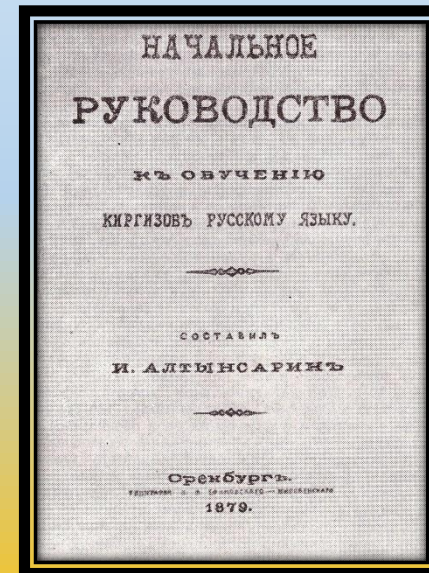 НАЧАЛЬНОЕ
РУКОВОДСТВО
КЪ ОБУЧЕНІЮ
КИРГИЗОВЪ РУССКОМУ ЯЗЫКУ.
СОСТАВИЛЪ
И. АЛТЫНСАРИНЪ
Оренбургъ.
1879.